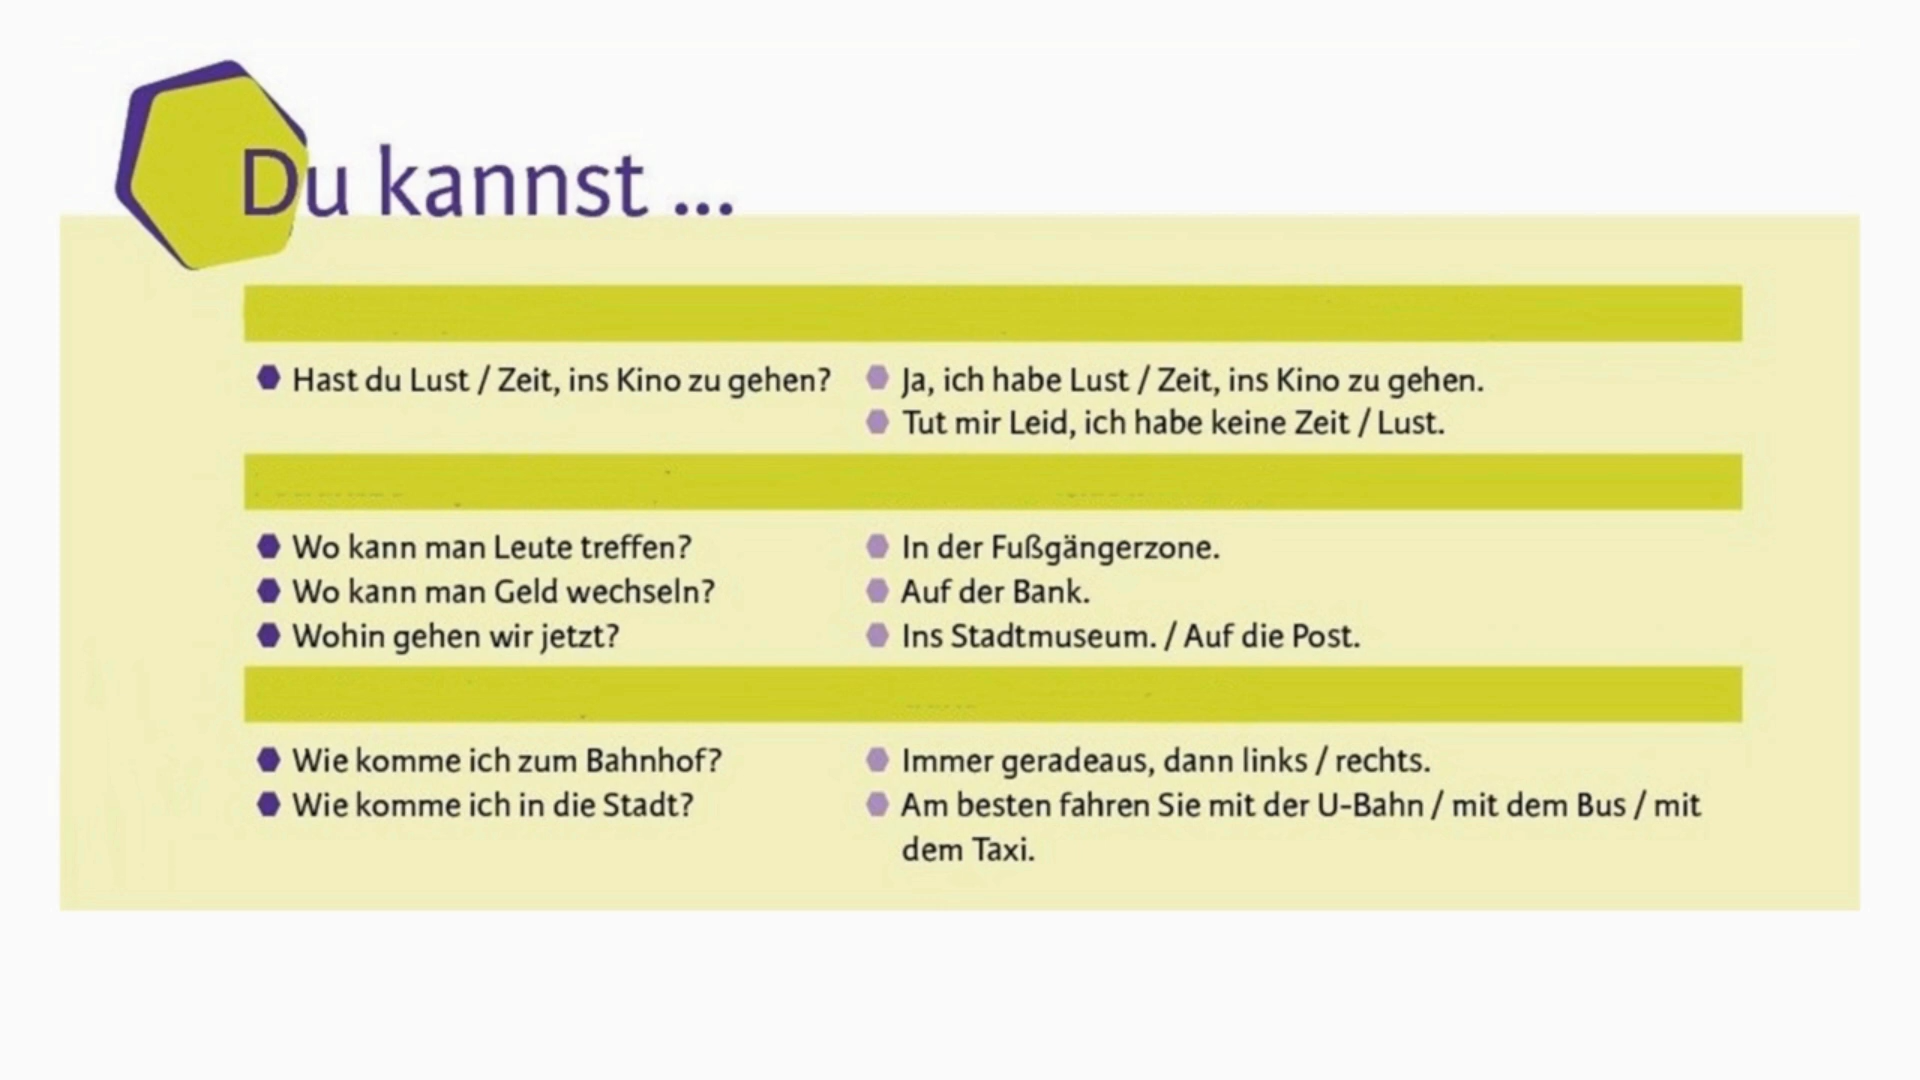 Du kannst ...
Hast du Lust / Zeit, ins Kino zu gehen?
Ja, ich habe Lust / Zeit, ins Kino zu gehen.
Tut mir Leid, ich habe keine Zeit / Lust.
Wo kann man Leute treffen?
In der Fußgängerzone.
Wo kann man Geld wechseln?
Auf der Bank.
Wohin gehen wir jetzt?
Ins Stadtmuseum. / Auf die Post.
Wie komme ich zum Bahnhof?
Immer geradeaus, dann links / rechts.
Wie komme ich in die Stadt?
Am besten fahren Sie mit der U-Bahn / mit dem Bus / mit
dem Taxi.